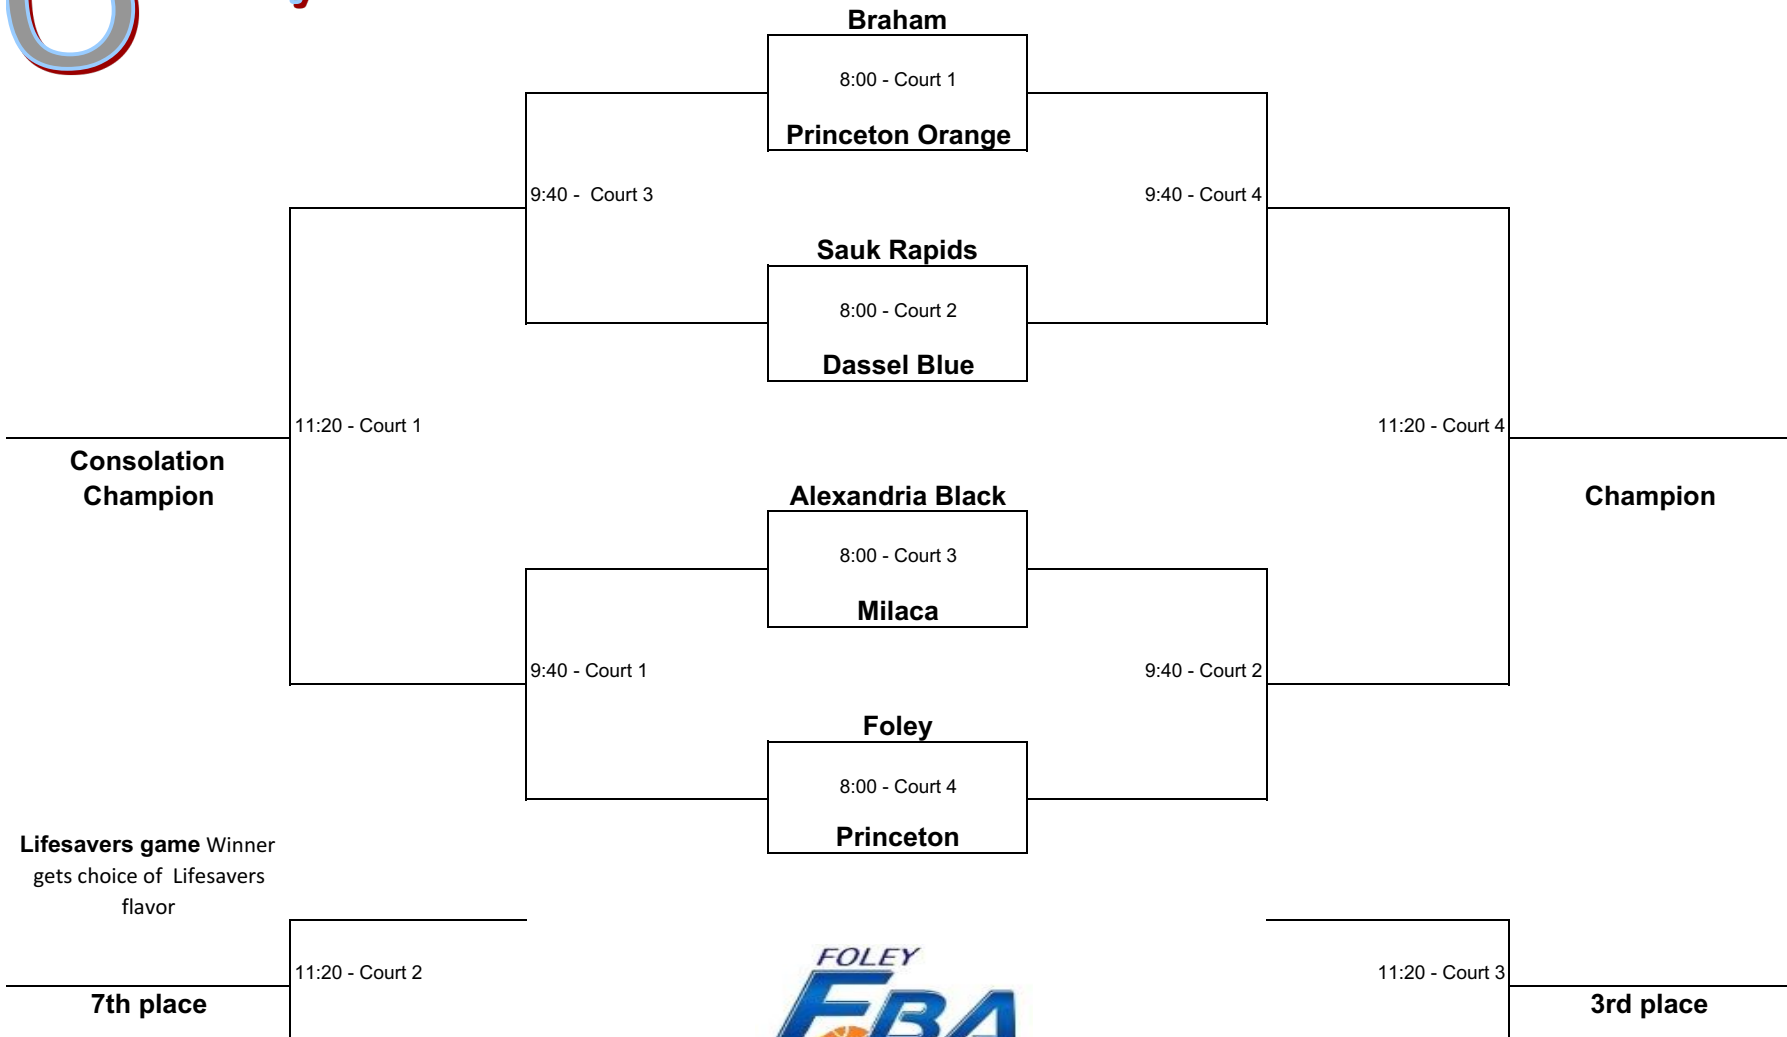 Braham
8:00 - Court 1
Princeton Orange
9:40 - Court 3
9:40 - Court 4
Sauk Rapids
8:00 - Court 2
Dassel Blue
11:20 - Court 1
11:20 - Court 4
Consolation
Champion
Champion
Alexandria Black
8:00 - Court 3
Milaca
9:40 - Court 1
9:40 - Court 2
Foley
8:00 - Court 4
Princeton
Lifesavers game Winner
gets choice of Lifesavers
flavor
11:20 - Court 2
11:20 - Court 3
7th place
3rd place
FOLEY
FBA